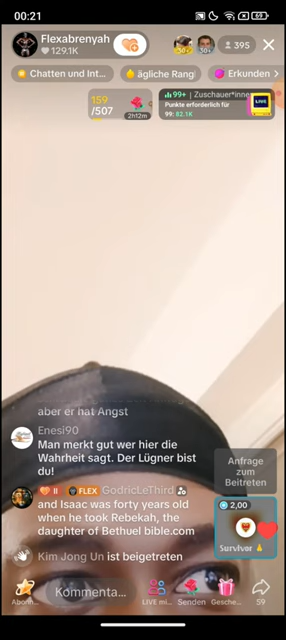 00:21
69
Flexabrenyah
129.1K
395
Chatten und Int...
ägliche Rang
Erkunden
159
/507
2h12m
99+ Zuschauer*inne
Punkte erforderlich für
99: 82.1K
LIVE
aber er hat Angst
Enesi90
Man merkt gut wer hier die
Wahrheit sagt. Der Lügner bist
du!
II FLEX GodricLeThird
and Isaac was forty years old
when he took Rebekah, the
daughter of Bethuel bible.com
Kim Jong Un ist beigetreten
Anfrage
zum
Beitreten
2,00
Survivor
Abonn...
Kommenta...
LIVE mi...
Senden
Gesche...
59